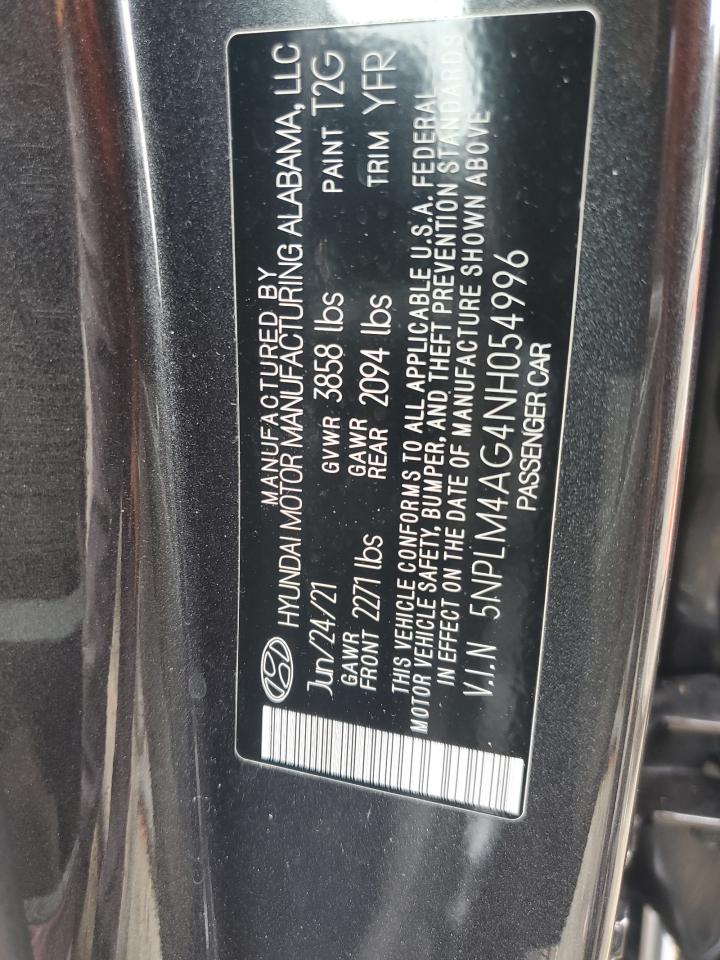 MANUFACTURED BY
HYUNDAI MOTOR MANUFACTURING ALABAMA, LLC
Jun/24/21 GVWR 3858 lbs PAINT T2G
GAWR FRONT 2271 lbs GAWR REAR 2094 lbs TRIM YFR
THIS VEHICLE CONFORMS TO ALL APPLICABLE U.S.A. FEDERAL
MOTOR VEHICLE SAFETY, BUMPER, AND THEFT PREVENTION STANDARDS
IN EFFECT ON THE DATE OF MANUFACTURE SHOWN ABOVE
V.I.N 5NPLM4AG4NH054996
PASSENGER CAR